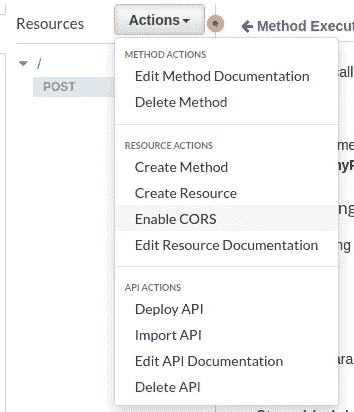 Resources
Actions
Method Execut
/
POST
METHOD ACTIONS
Edit Method Documentation
Delete Method
RESOURCE ACTIONS
Create Method
Create Resource
Enable CORS
Edit Resource Documentation
API ACTIONS
Deploy API
Import API
Edit API Documentation
Delete API